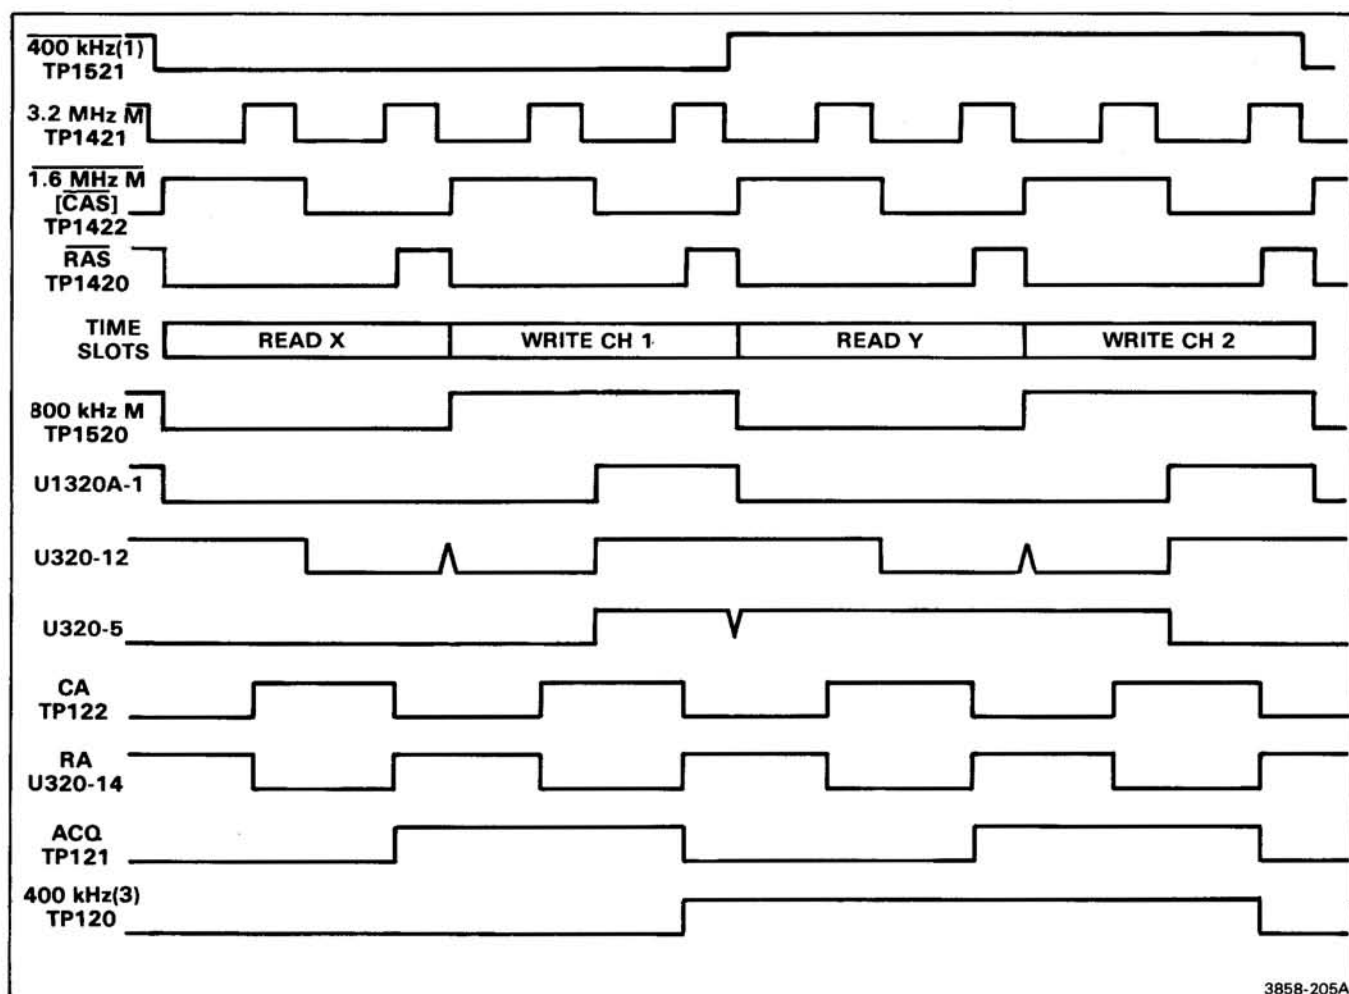 400 kHz(1)
TP1521
3.2 MHz M
TP1421
1.6 MHz M
[CAS]
TP1422
RAS
TP1420
TIME
SLOTS
READ X WRITE CH 1 READ Y WRITE CH 2
800 kHz M
TP1520
U1320A-1
U320-12
U320-5
CA
TP122
RA
U320-14
ACQ
TP121
400 kHz(3)
TP120
3858-205A